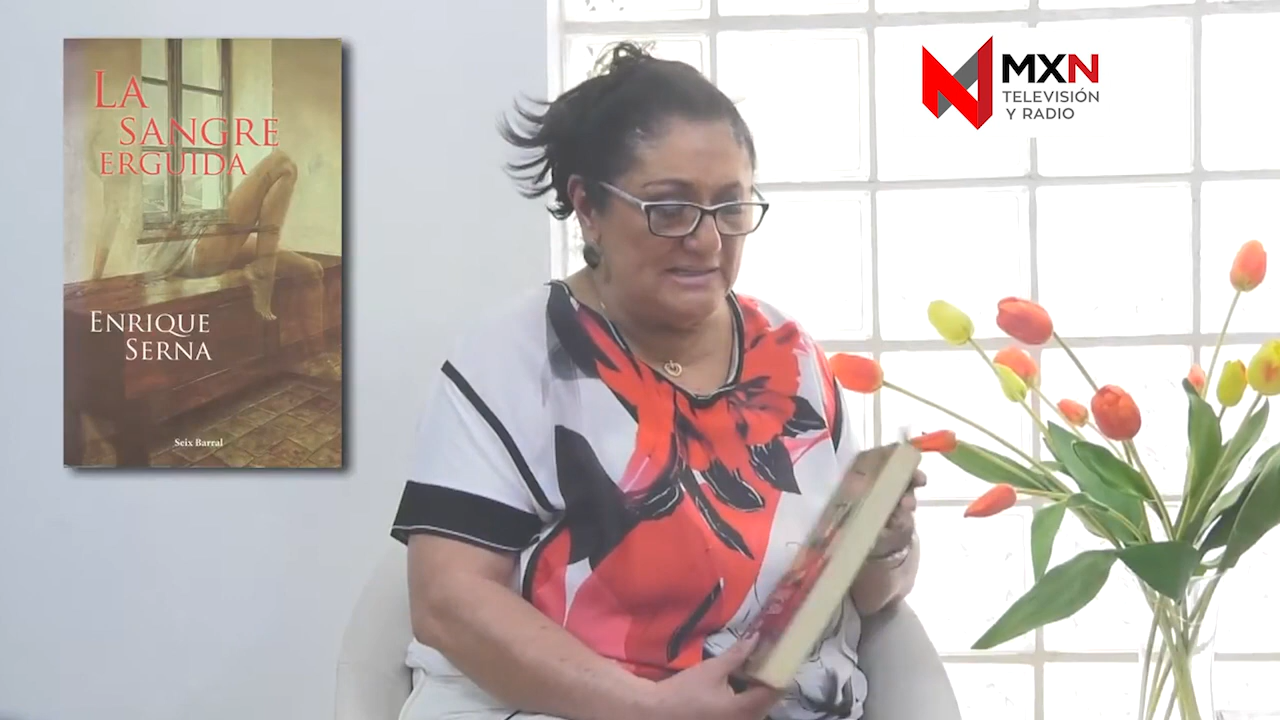 LA
SANGRE
ERGUIDA
ENRIQUE
SERNA
Seix Barral
MXN
TELEVISIÓN
Y RADIO